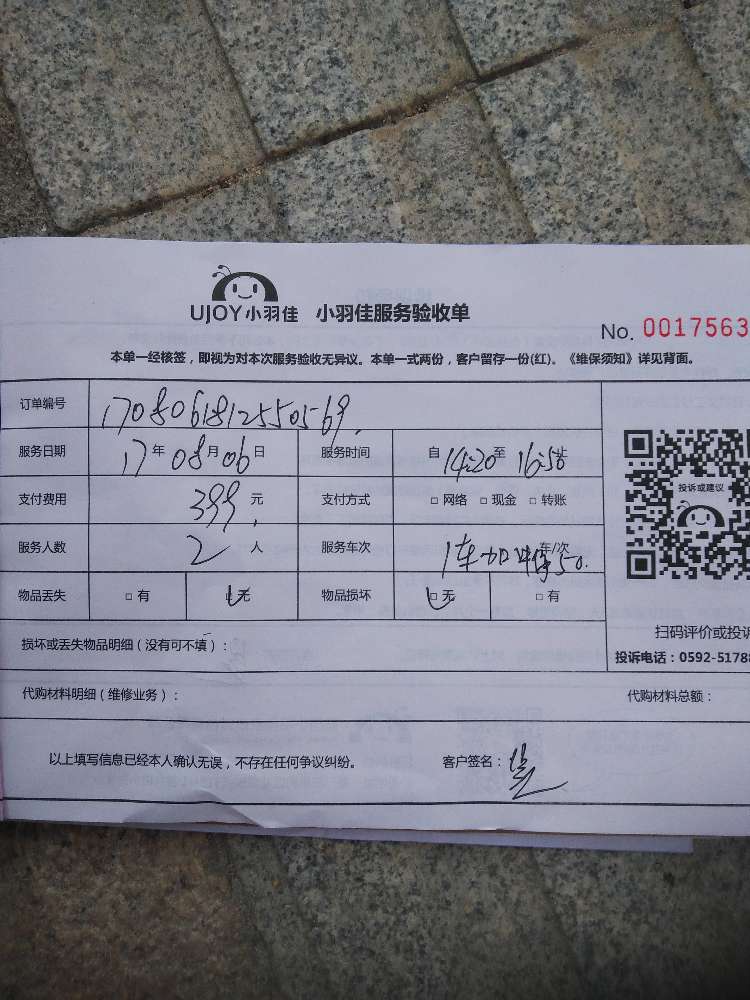 UJOY小羽佳 小羽佳服务验收单
No. 0017563
本单一经核签，即视为对本次服务验收无异议。本单一式两份，客户留存一份(红)。《维保须知》详见背面。
订单编号 1708061812550569
服务日期 17年08月06日 服务时间 自14:20至16:50止
支付费用 399元 支付方式 □网络 □现金 □转账
服务人数 2人 服务车次 1车 车/次 50.
物品丢失 □有 □无 物品损坏 □无 □有
投诉或建议
扫码评价或投诉
投诉电话：0592-5178
损坏或丢失物品明细（没有可不填）：
代购材料明细（维修业务）： 代购材料总额：
以上填写信息已经本人确认无误，不存在任何争议纠纷。 客户签名：